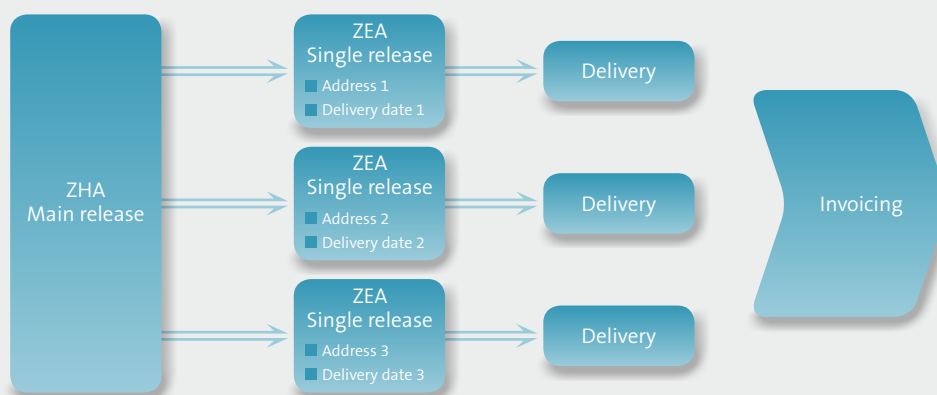 ZHA
Main release
ZEA
Single release
Address 1
Delivery date 1
Delivery
ZEA
Single release
Address 2
Delivery date 2
Delivery
ZEA
Single release
Address 3
Delivery date 3
Delivery
Invoicing